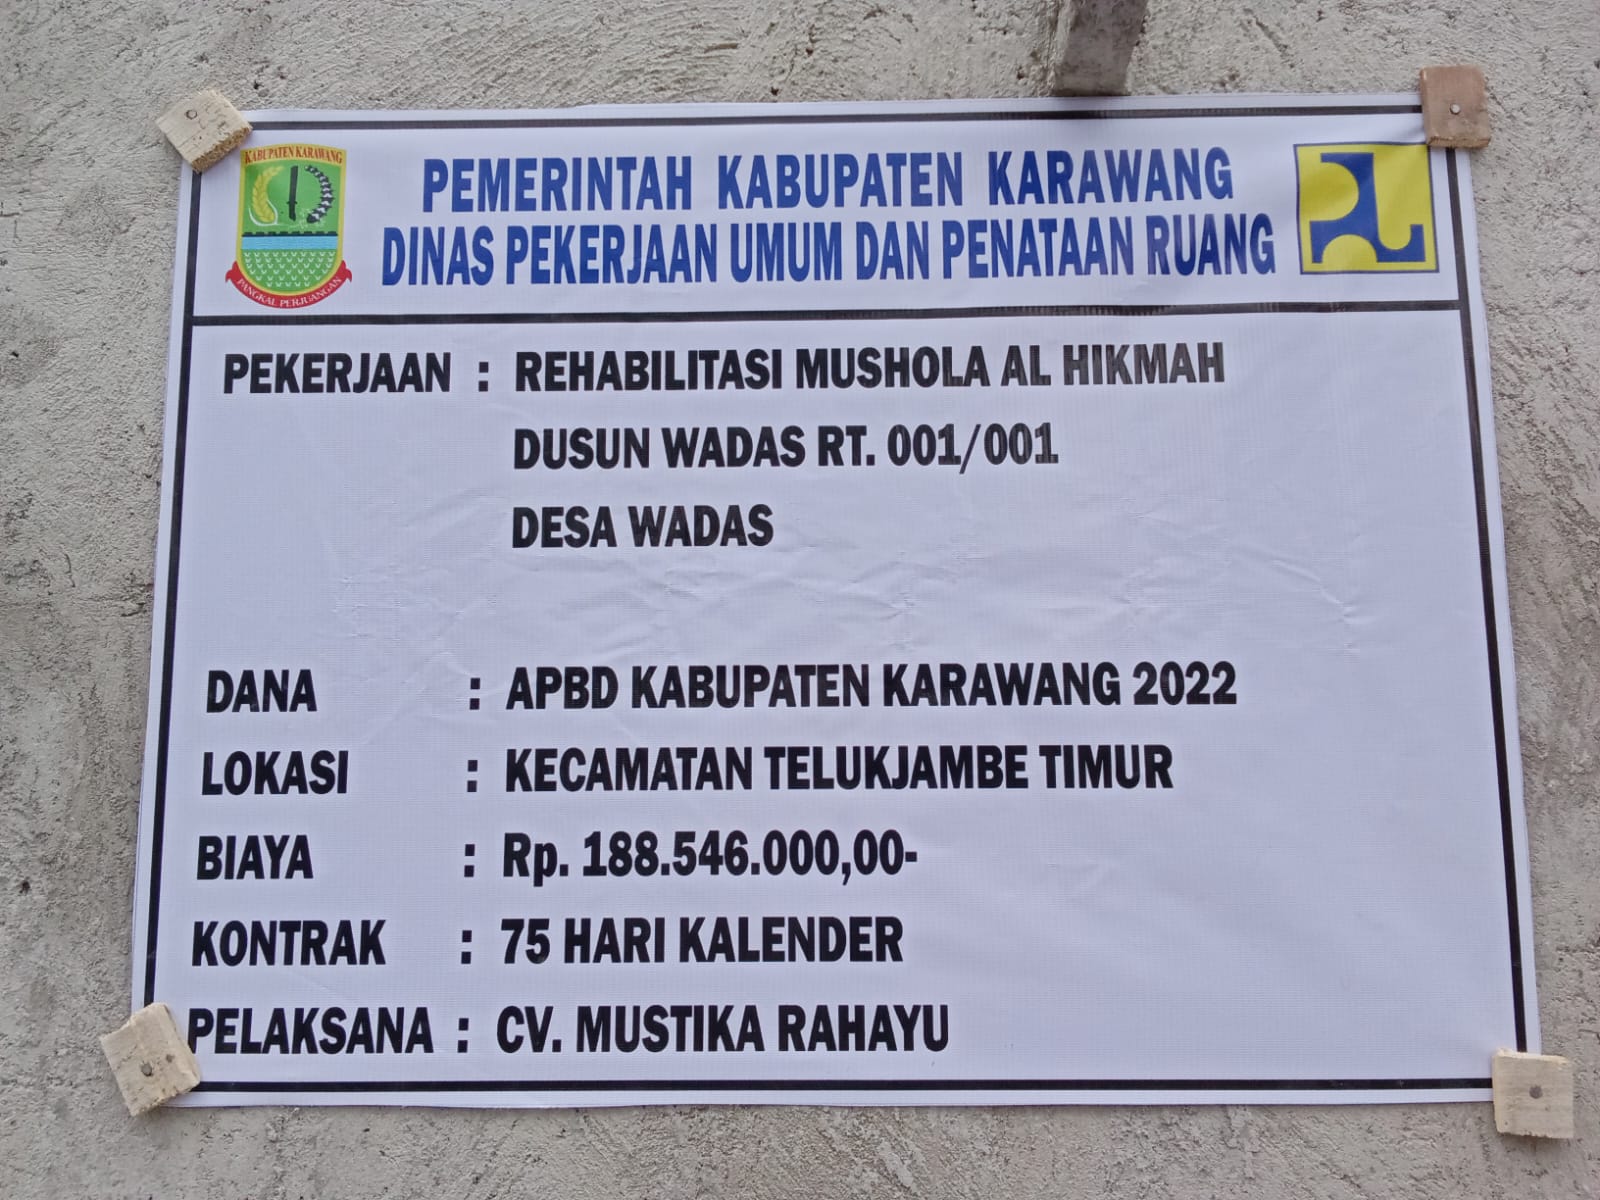 KABUPATEN KARAWANG
PANGKAL PERJUANGAN
PEMERINTAH KABUPATEN KARAWANG
DINAS PEKERJAAN UMUM DAN PENATAAN RUANG
PEKERJAAN : REHABILITASI MUSHOLA AL HIKMAH
DUSUN WADAS RT. 001/001
DESA WADAS
DANA : APBD KABUPATEN KARAWANG 2022
LOKASI : KECAMATAN TELUKJAMBE TIMUR
BIAYA : Rp. 188.546.000,00-
KONTRAK : 75 HARI KALENDER
PELAKSANA : CV. MUSTIKA RAHAYU